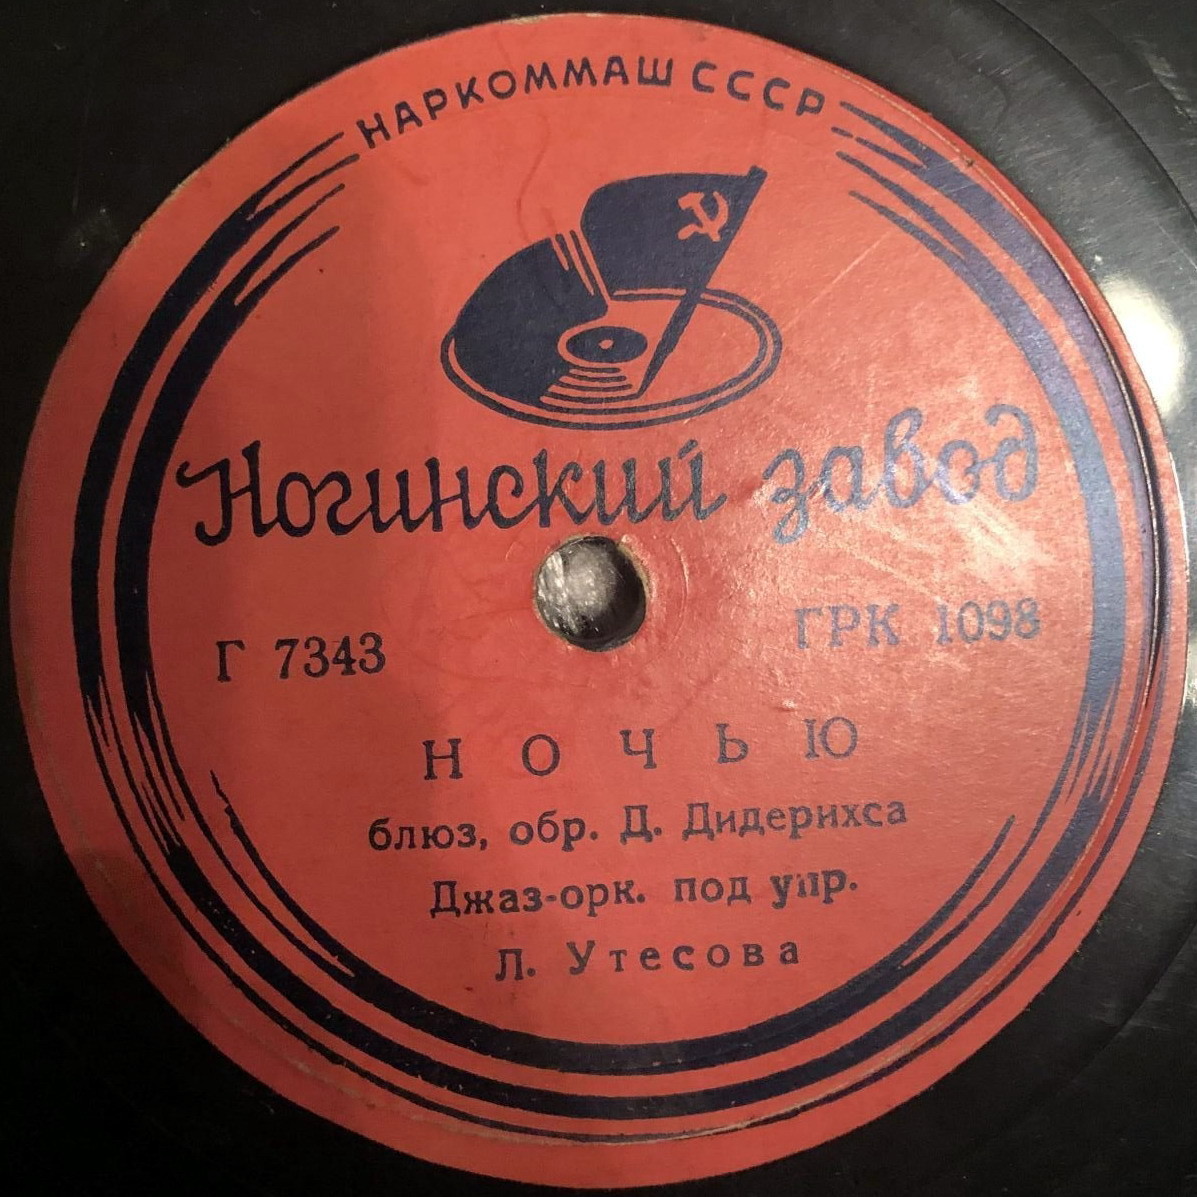 НАРКОММАШ СССР
Ногинский завод
Г 7343 ГРК 1098
НОЧЬЮ
блюз, обр. Д. Дидерихса
Джаз-орк. под упр.
Л. Утесова